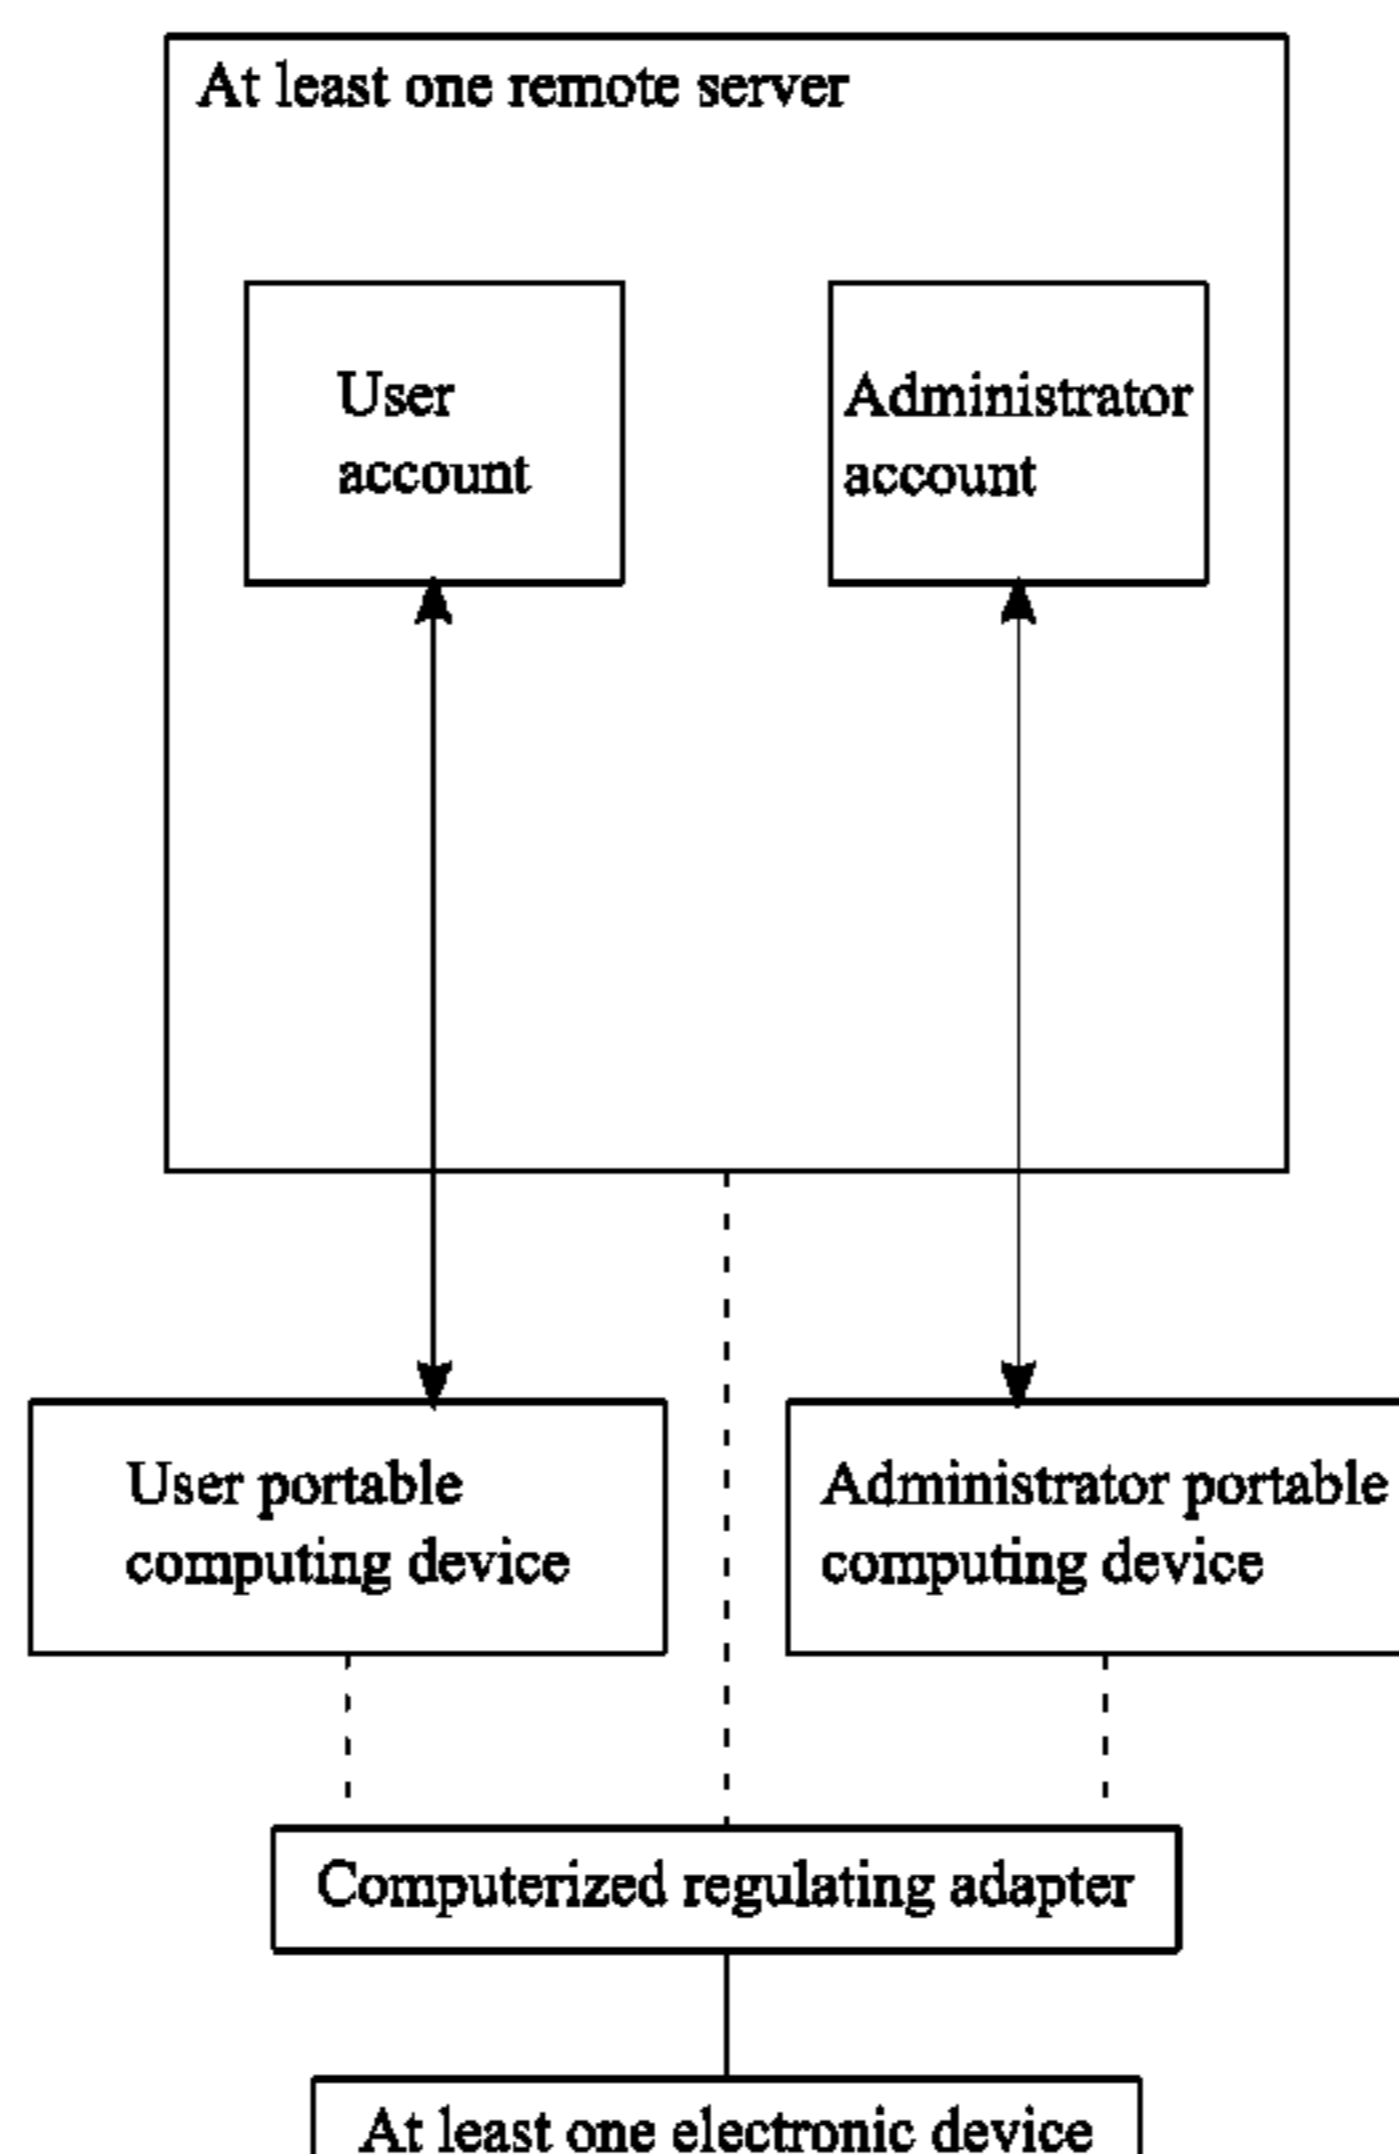 At least one remote server
User
account
Administrator
account
User portable
computing device
Administrator portable
computing device
Computerized regulating adapter
At least one electronic device